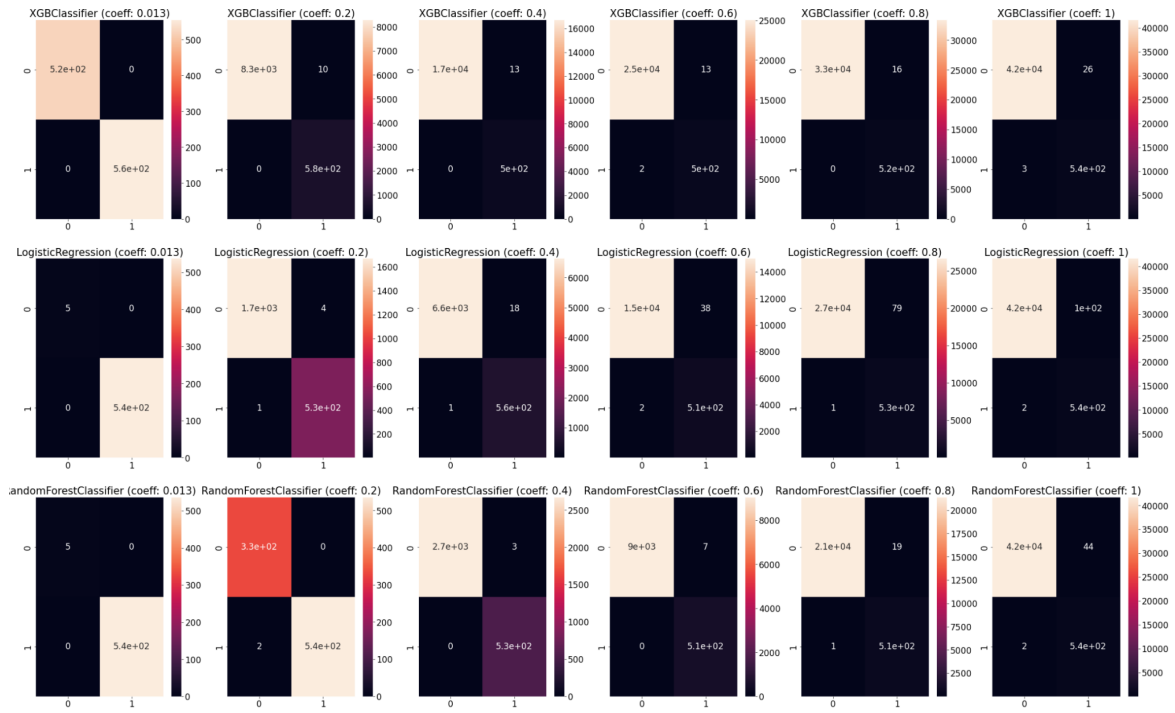 XGBClassifier (coeff: 0.013) XGBClassifier (coeff: 0.2) XGBClassifier (coeff: 0.4) XGBClassifier (coeff: 0.6) XGBClassifier (coeff: 0.8) XGBClassifier (coeff: 1)
500 8000 16000 25000 30000 40000
0 5.2e+02 0 400 0 8.3e+03 10 7000 0 1.7e+04 13 14000 0 2.5e+04 13 20000 0 3.3e+04 16 25000 0 4.2e+04 26 35000
300 6000 12000 15000 20000 30000
5000 10000 25000
4000 8000 15000 20000
200 3000 6000 10000 10000 15000
1 0 5.6e+02 100 1 0 5.8e+02 2000 1 0 5e+02 4000 1 2 5e+02 5000 1 0 5.2e+02 5000 1 3 5.4e+02 10000
1000 2000 5000
0 0 0 0
0 1 0 1 0 1 0 1 0 1 0 1
LogisticRegression (coeff: 0.013) LogisticRegression (coeff: 0.2) LogisticRegression (coeff: 0.4) LogisticRegression (coeff: 0.6) LogisticRegression (coeff: 0.8) LogisticRegression (coeff: 1)
500 1600 6000 14000 25000 40000
0 5 0 400 0 1.7e+03 4 1400 0 6.6e+03 18 5000 0 1.5e+04 38 12000 0 2.7e+04 79 20000 0 4.2e+04 1e+02 35000
300 1200 4000 10000 15000 30000
1000 8000 25000
200 800 3000 6000 10000 20000
600 15000
1 0 5.4e+02 100 1 1 5.3e+02 400 1 1 5.6e+02 2000 1 2 5.1e+02 4000 1 1 5.3e+02 5000 1 2 5.4e+02 10000
200 1000 2000 5000
0
0 1 0 1 0 1 0 1 0 1 0 1
andomForestClassifier (coeff: 0.013) RandomForestClassifier (coeff: 0.2) RandomForestClassifier (coeff: 0.4) RandomForestClassifier (coeff: 0.6) RandomForestClassifier (coeff: 0.8) RandomForestClassifier (coeff: 1)
500 500 2500 8000 20000 40000
0 5 0 400 0 3.3e+02 0 400 0 2.7e+03 3 2000 0 9e+03 7 0 2.1e+04 19 17500 0 4.2e+04 44 35000
300 300 1500 6000 15000 30000
12500 25000
200 200 1000 4000 10000 20000
7500 15000
1 0 5.4e+02 100 1 2 5.4e+02 100 1 0 5.3e+02 500 1 0 5.1e+02 2000 1 1 5.1e+02 5000 1 2 5.4e+02 10000
2500 5000
0 0 0 0
0 1 0 1 0 1 0 1 0 1 0 1